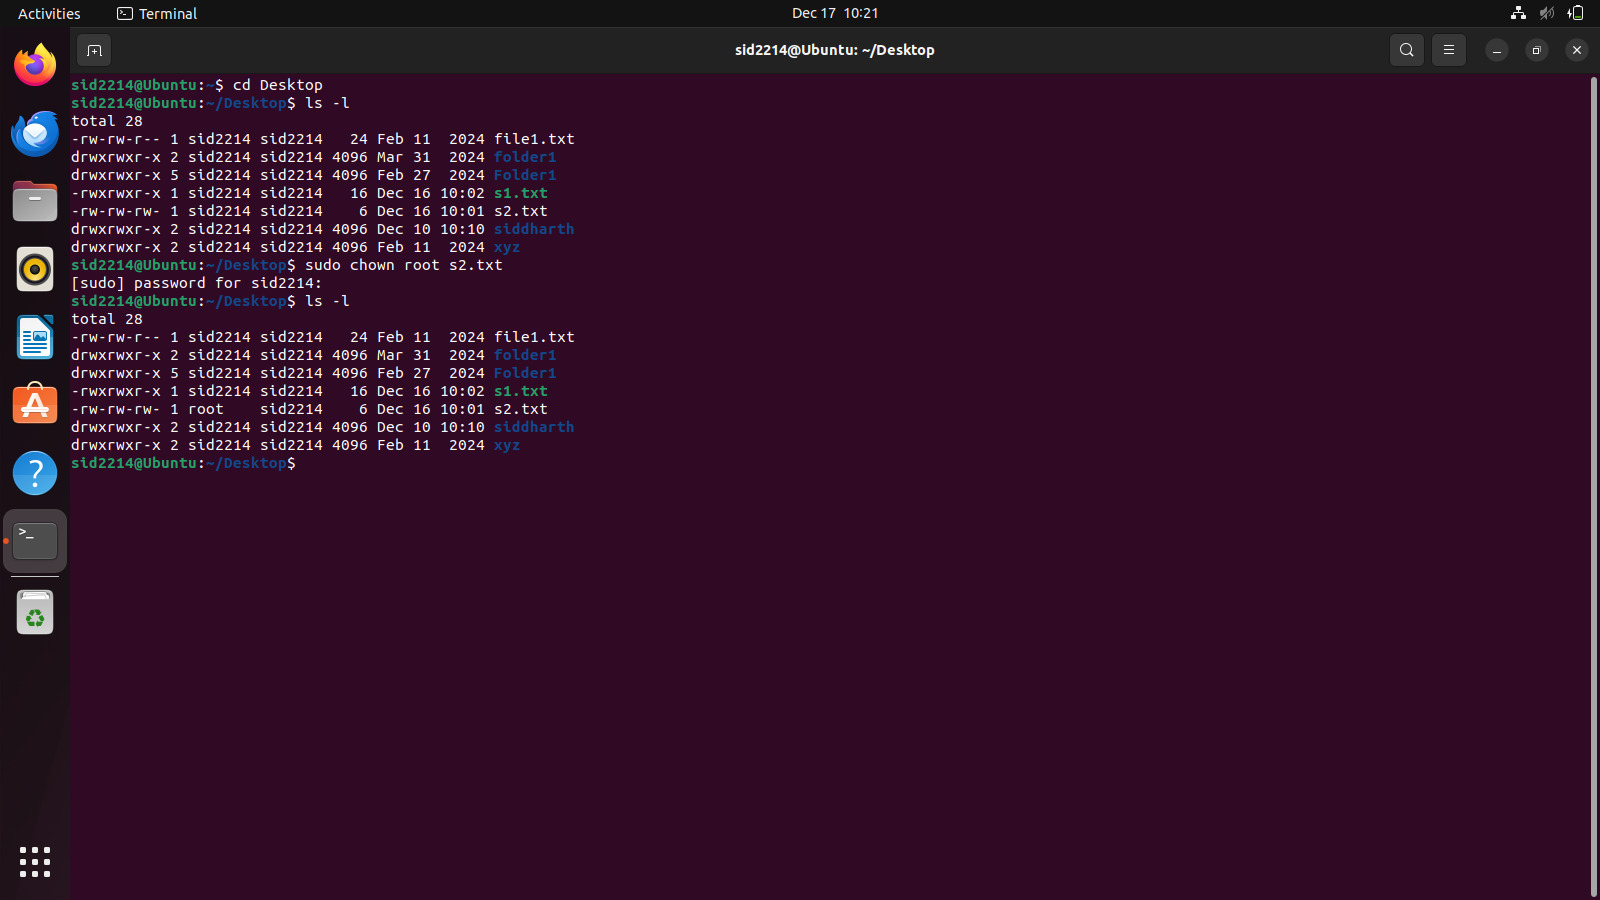 Activities Terminal Dec 17 10:21
sid2214@Ubuntu: ~/Desktop
sid2214@Ubuntu:~$ cd Desktop
sid2214@Ubuntu:~/Desktop$ ls -l
total 28
-rw-rw-r-- 1 sid2214 sid2214   24 Feb 11  2024 file1.txt
drwxrwxr-x 2 sid2214 sid2214 4096 Mar 31  2024 folder1
drwxrwxr-x 5 sid2214 sid2214 4096 Feb 27  2024 Folder1
-rwxrwxr-x 1 sid2214 sid2214   16 Dec 16 10:02 s1.txt
-rw-rw-rw- 1 sid2214 sid2214    6 Dec 16 10:01 s2.txt
drwxrwxr-x 2 sid2214 sid2214 4096 Dec 10 10:10 siddharth
drwxrwxr-x 2 sid2214 sid2214 4096 Feb 11  2024 xyz
sid2214@Ubuntu:~/Desktop$ sudo chown root s2.txt
[sudo] password for sid2214:
sid2214@Ubuntu:~/Desktop$ ls -l
total 28
-rw-rw-r-- 1 sid2214 sid2214   24 Feb 11  2024 file1.txt
drwxrwxr-x 2 sid2214 sid2214 4096 Mar 31  2024 folder1
drwxrwxr-x 5 sid2214 sid2214 4096 Feb 27  2024 Folder1
-rwxrwxr-x 1 sid2214 sid2214   16 Dec 16 10:02 s1.txt
-rw-rw-rw- 1 root    sid2214    6 Dec 16 10:01 s2.txt
drwxrwxr-x 2 sid2214 sid2214 4096 Dec 10 10:10 siddharth
drwxrwxr-x 2 sid2214 sid2214 4096 Feb 11  2024 xyz
sid2214@Ubuntu:~/Desktop$